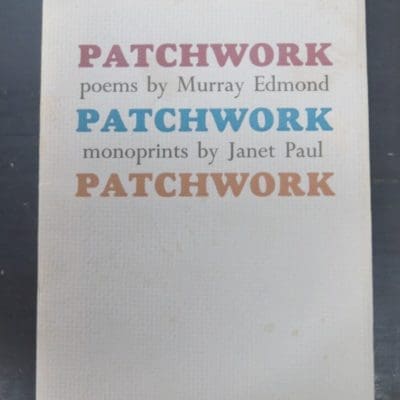 PATCHWORK
poems by Murray Edmond
PATCHWORK
monoprints by Janet Paul
PATCHWORK